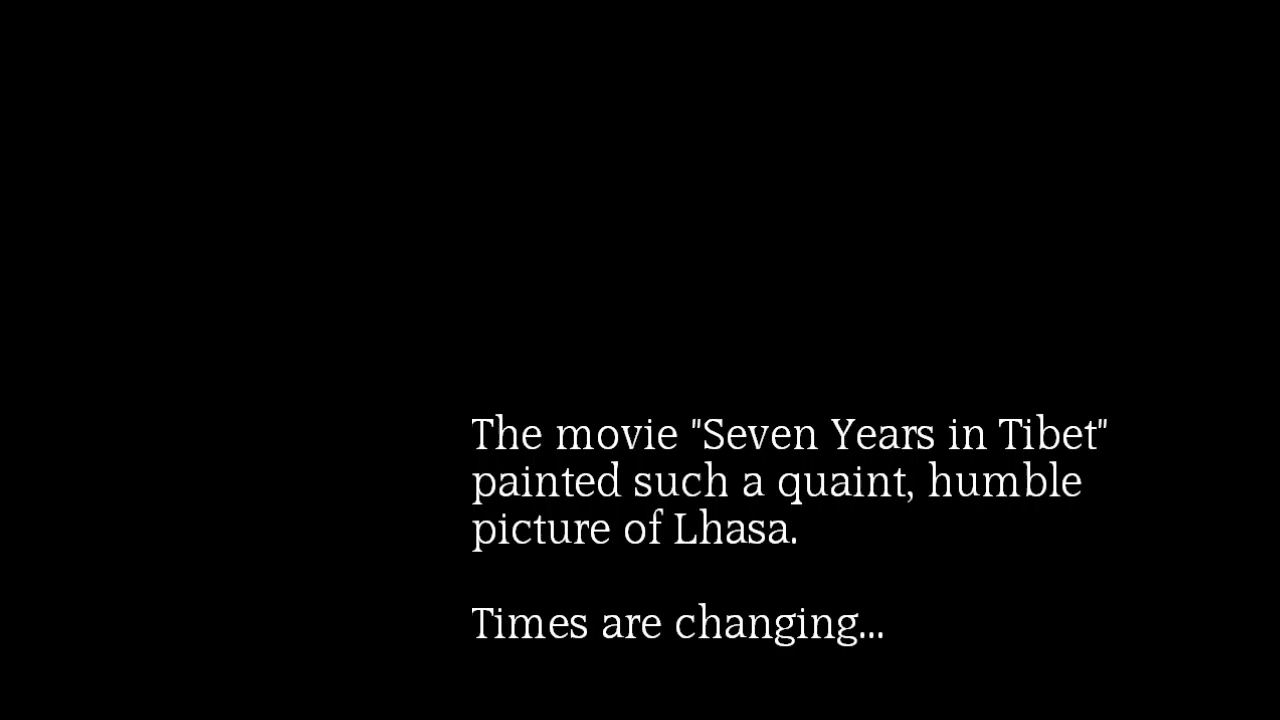 The movie "Seven Years in Tibet"
painted such a quaint, humble
picture of Lhasa.
Times are changing...